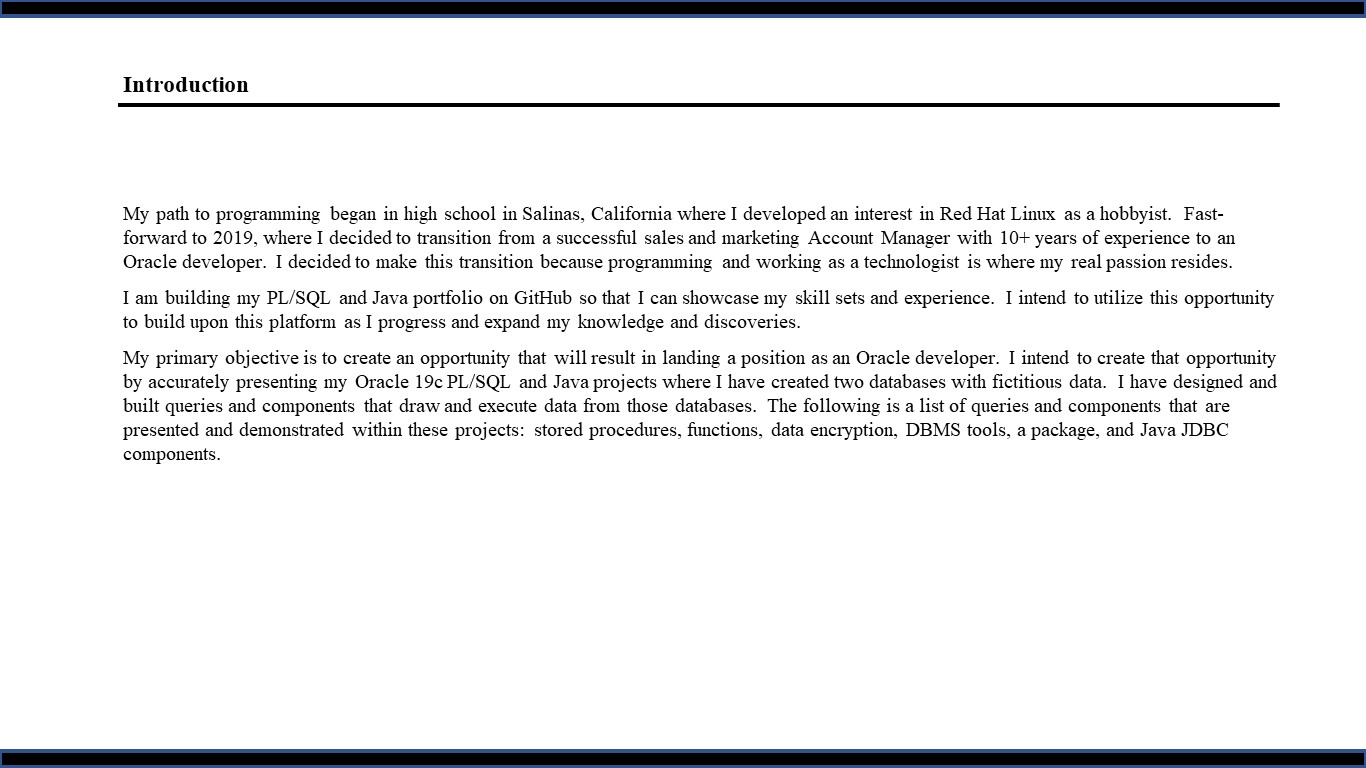 Introduction
My path to programming began in high school in Salinas, California where I developed an interest in Red Hat Linux as a hobbyist. Fast-
forward to 2019, where I decided to transition from a successful sales and marketing Account Manager with 10+ years of experience to an
Oracle developer. I decided to make this transition because programming and working as a technologist is where my real passion resides.
I am building my PL/SQL and Java portfolio on GitHub so that I can showcase my skill sets and experience. I intend to utilize this opportunity
to build upon this platform as I progress and expand my knowledge and discoveries.
My primary objective is to create an opportunity that will result in landing a position as an Oracle developer. I intend to create that opportunity
by accurately presenting my Oracle 19c PL/SQL and Java projects where I have created two databases with fictitious data. I have designed and
built queries and components that draw and execute data from those databases. The following is a list of queries and components that are
presented and demonstrated within these projects: stored procedures, functions, data encryption, DBMS tools, a package, and Java JDBC
components.